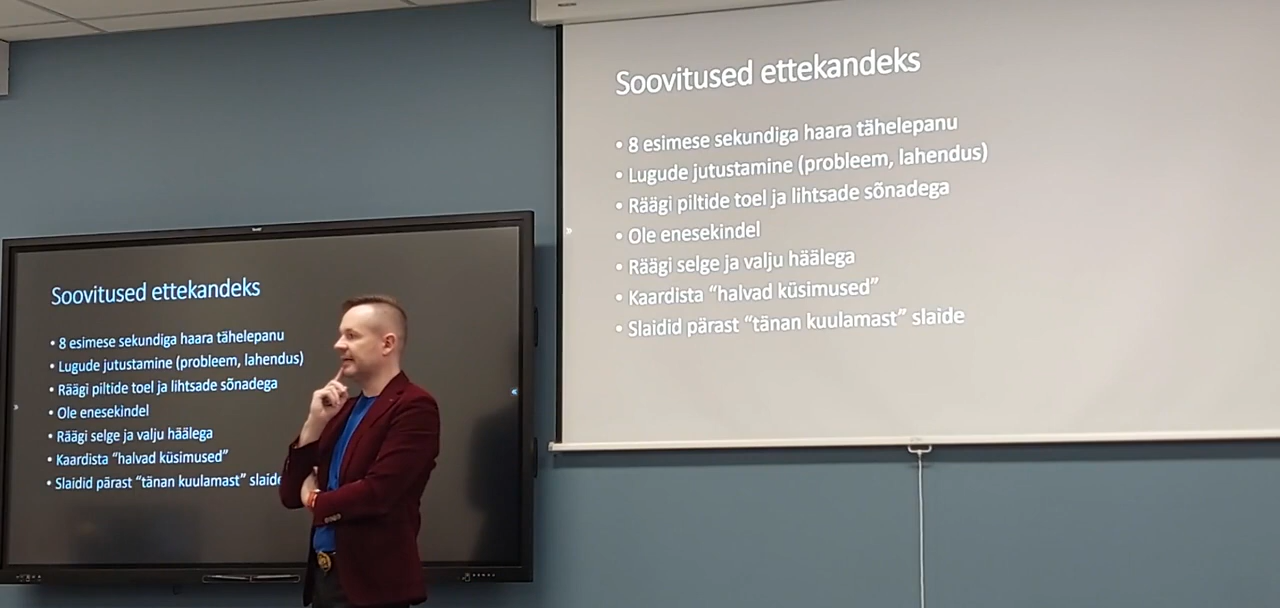 Soovitused ettekandeks
• 8 esimese sekundiga haara tähelepanu
• Lugude jutustamine (probleem, lahendus)
• Räägi piltide toel ja lihtsade sõnadega
• Ole enesekindel
• Räägi selge ja valju häälega
• Kaardista “halvad küsimused”
• Slaidid pärast “tänan kuulamast” slaide
Soovitused ettekandeks
• 8 esimese sekundiga haara tähelepanu
• Lugude jutustamine (probleem, lahendus)
• Räägi piltide toel ja lihtsade sõnadega
• Ole enesekindel
• Räägi selge ja valju häälega
• Kaardista “halvad küsimused”
• Slaidid pärast “tänan kuulamast” slaide